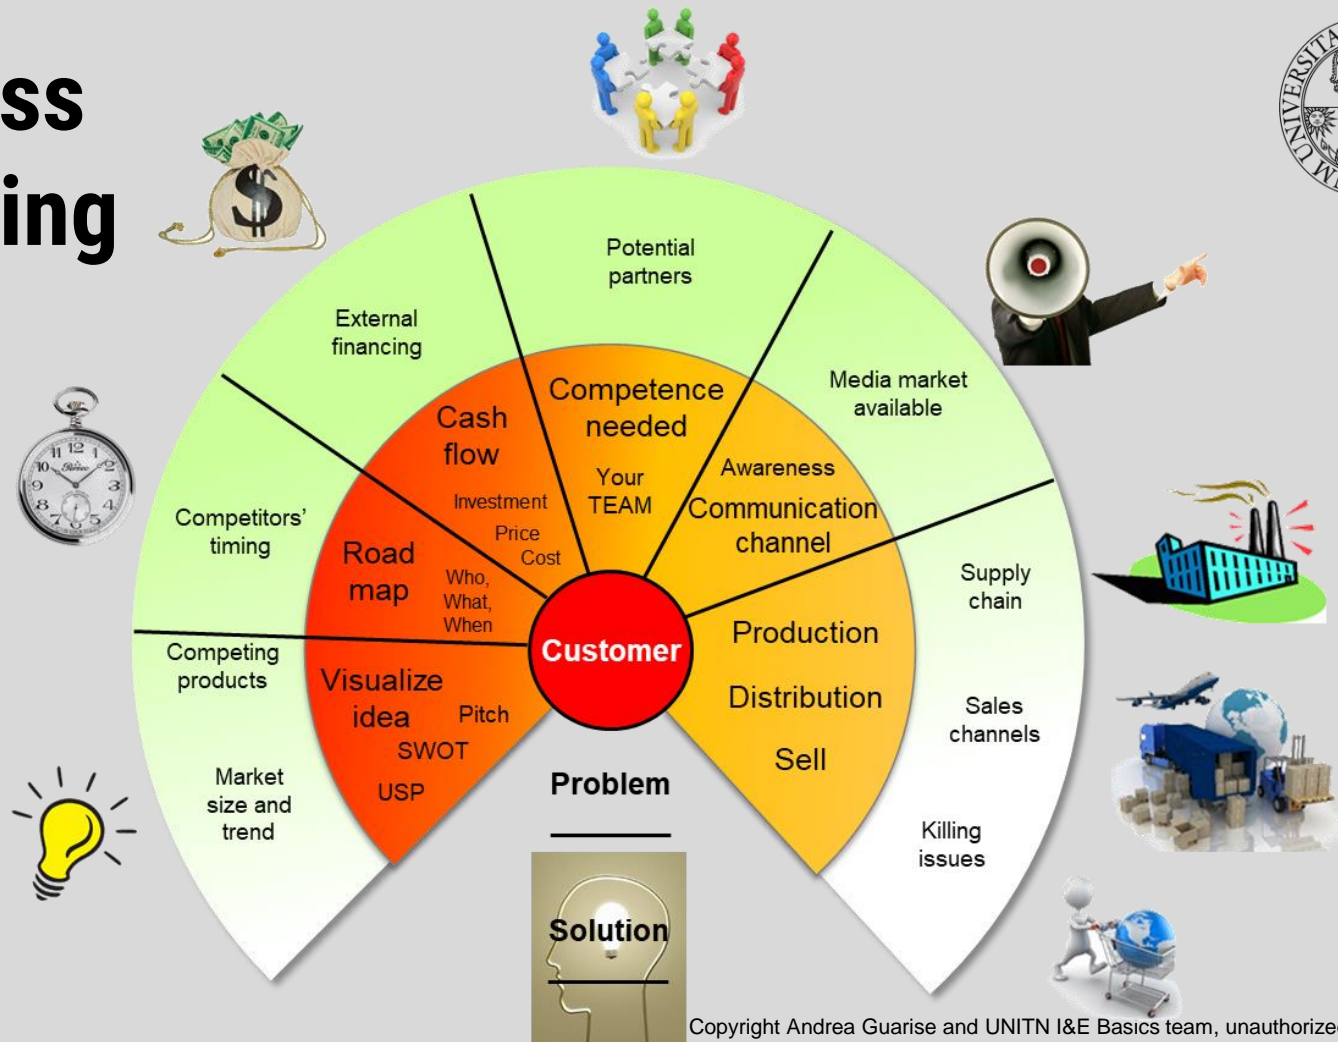 ss
ing
External
financing
Potential
partners
Media market
available
Competitors'
timing
Supply
chain
Competing
products
Sales
channels
Market
size and
trend
Killing
issues
Cash
flow
Investment
Price
Cost
Competence
needed
Your
TEAM
Awareness
Communication
channel
Road
map
Who,
What,
When
Production
Distribution
Sell
Visualize
idea
Pitch
SWOT
USP
Customer
Problem
Solution
Copyright Andrea Guarise and UNITN I&E Basics team, unauthorize